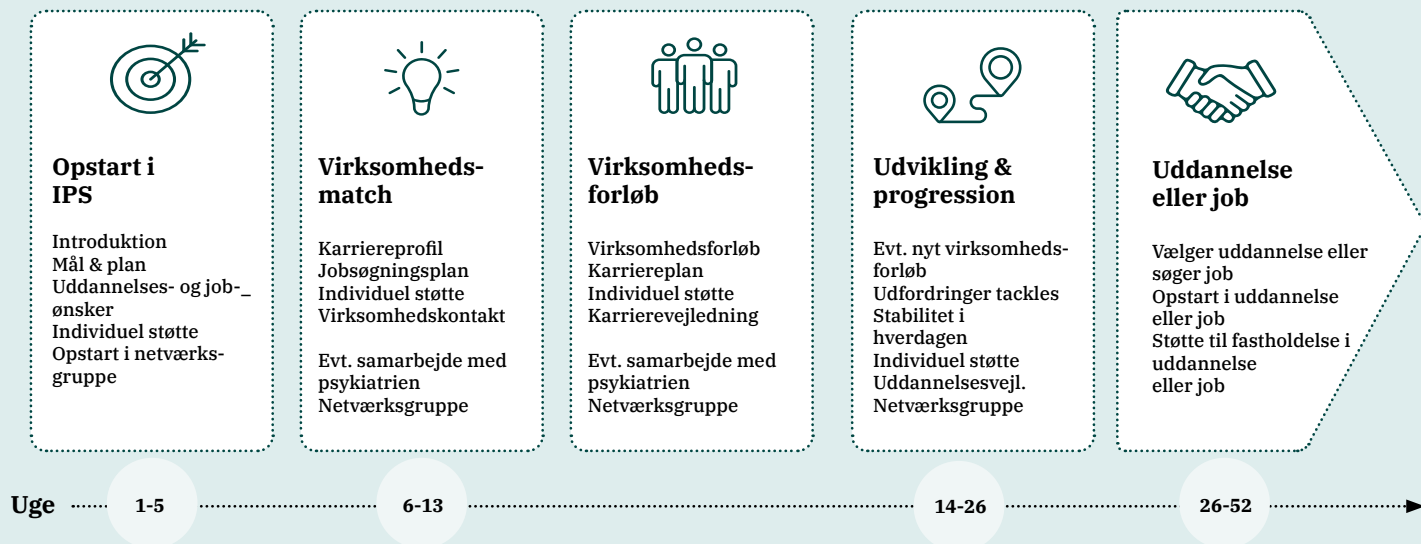 Opstart i
IPS
Introduktion
Mål & plan
Uddannelses- og job-_
ønsker
Individuel støtte
Opstart i netværks-
gruppe
Virksomheds-
match
Karriereprofil
Jobsøgningsplan
Individuel støtte
Virksomhedskontakt
Evt. samarbejde med
psykiatrien
Netværksgruppe
Virksomheds-
forløb
Virksomhedsforløb
Karriereplan
Individuel støtte
Karrierevejledning
Evt. samarbejde med
psykiatrien
Netværksgruppe
Udvikling &
progression
Evt. nyt virksomheds-
forløb
Udfordringer tackles
Stabilitet i
hverdagen
Individuel støtte
Uddannelsesvejl.
Netværksgruppe
Uddannelse
eller job
Vælger uddannelse eller
søger job
Opstart i uddannelse
eller job
Støtte til fastholdelse i
uddannelse
eller job
Uge
1-5
6-13
14-26
26-52